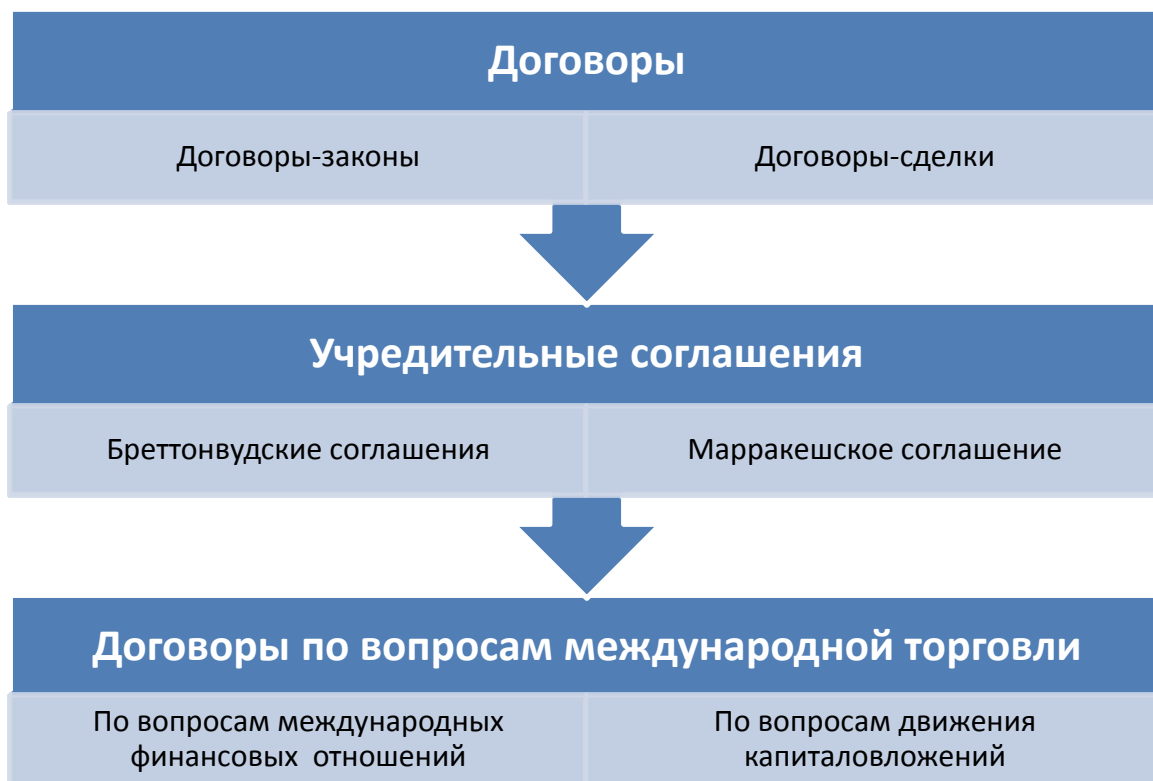 Договоры
Договоры-законы
Договоры-сделки
Учредительные соглашения
Бреттонвудские соглашения
Марракешское соглашение
Договоры по вопросам международной торговли
По вопросам международных
финансовых отношений
По вопросам движения
капиталовложений